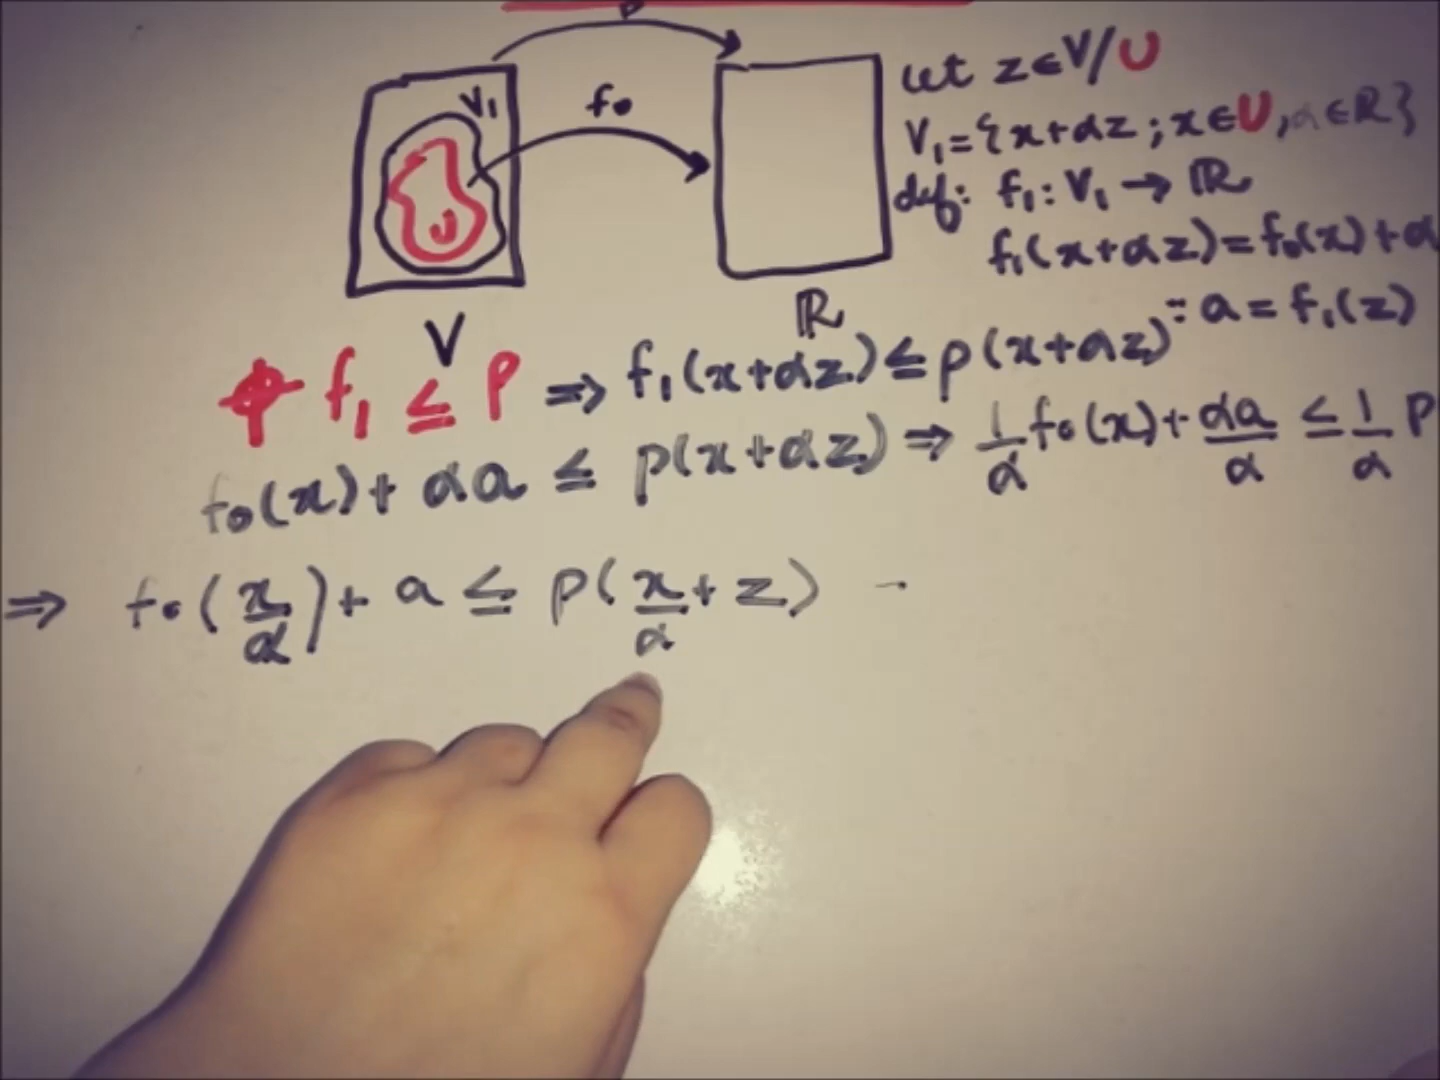 p
V₁
f₀
U
V
ℝ
let z∈V/U
V₁={x+αz ; x∈U, α∈ℝ}
def: f₁: V₁ → ℝ
f₁(x+αz)=f₀(x)+α
: a = f₁(z)
f₁ ≤ p ⇒ f₁(x+αz) ≤ p(x+αz)
f₀(x)+ αa ≤ p(x+αz) ⇒ 1/α f₀(x)+ αa/α ≤ 1/α p
⇒ f₀(x/α)+ a ≤ p(x/α + z) -